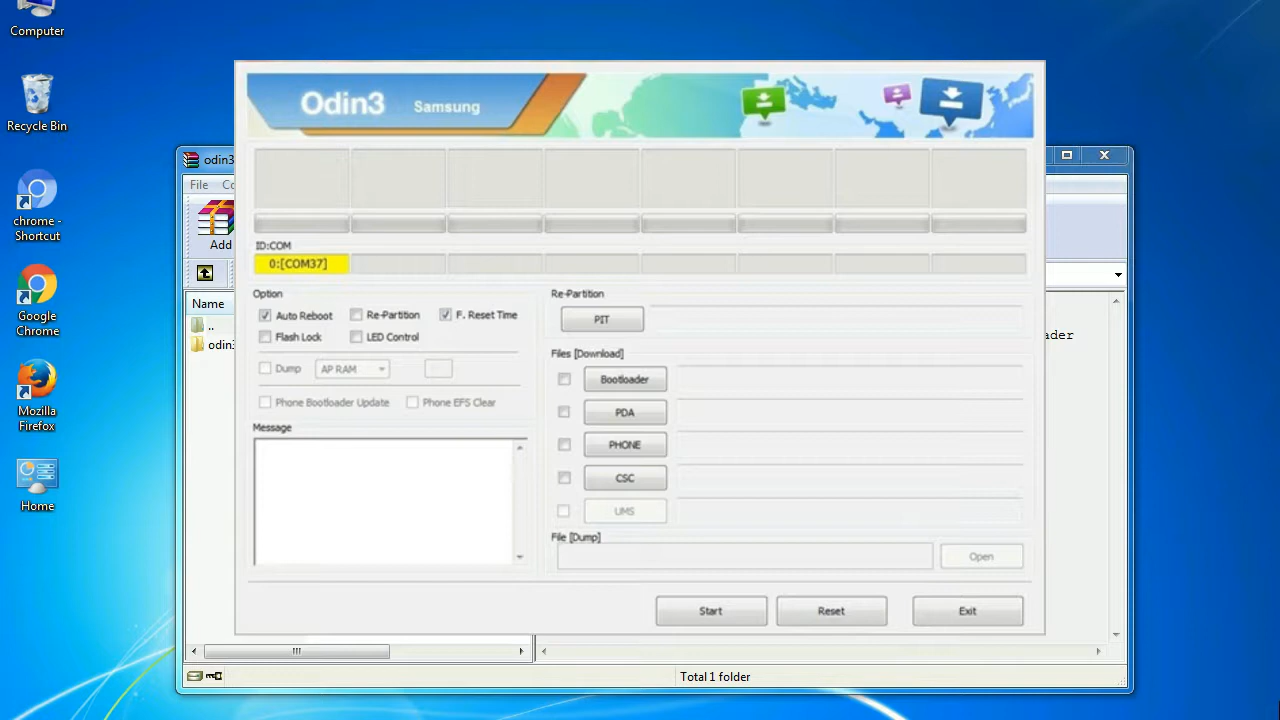 Computer
Recycle Bin
chrome -
Shortcut
Google
Chrome
Mozilla
Firefox
Home
odin3
File
Add
Name
..
odin3
ader
Total 1 folder
Odin3 Samsung
ID:COM
0:[COM37]
Option
Auto Reboot
Re-Partition
F. Reset Time
Flash Lock
LED Control
Dump
AP RAM
Phone Bootloader Update
Phone EFS Clear
Message
Re-Partition
PIT
Files [Download]
Bootloader
PDA
PHONE
CSC
UMS
File [Dump]
Open
Start
Reset
Exit